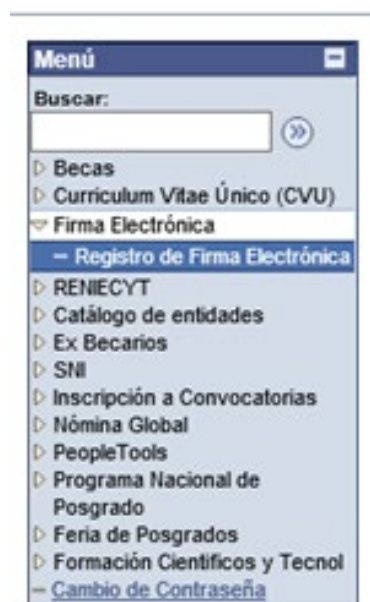 Menú
Buscar:
Becas
Curriculum Vitae Único (CVU)
Firma Electrónica
Registro de Firma Electrónica
RENIECYT
Catálogo de entidades
Ex Becarios
SNI
Inscripción a Convocatorias
Nómina Global
PeopleTools
Programa Nacional de
Posgrado
Feria de Posgrados
Formación Cientificos y Tecnol
Cambio de Contraseña